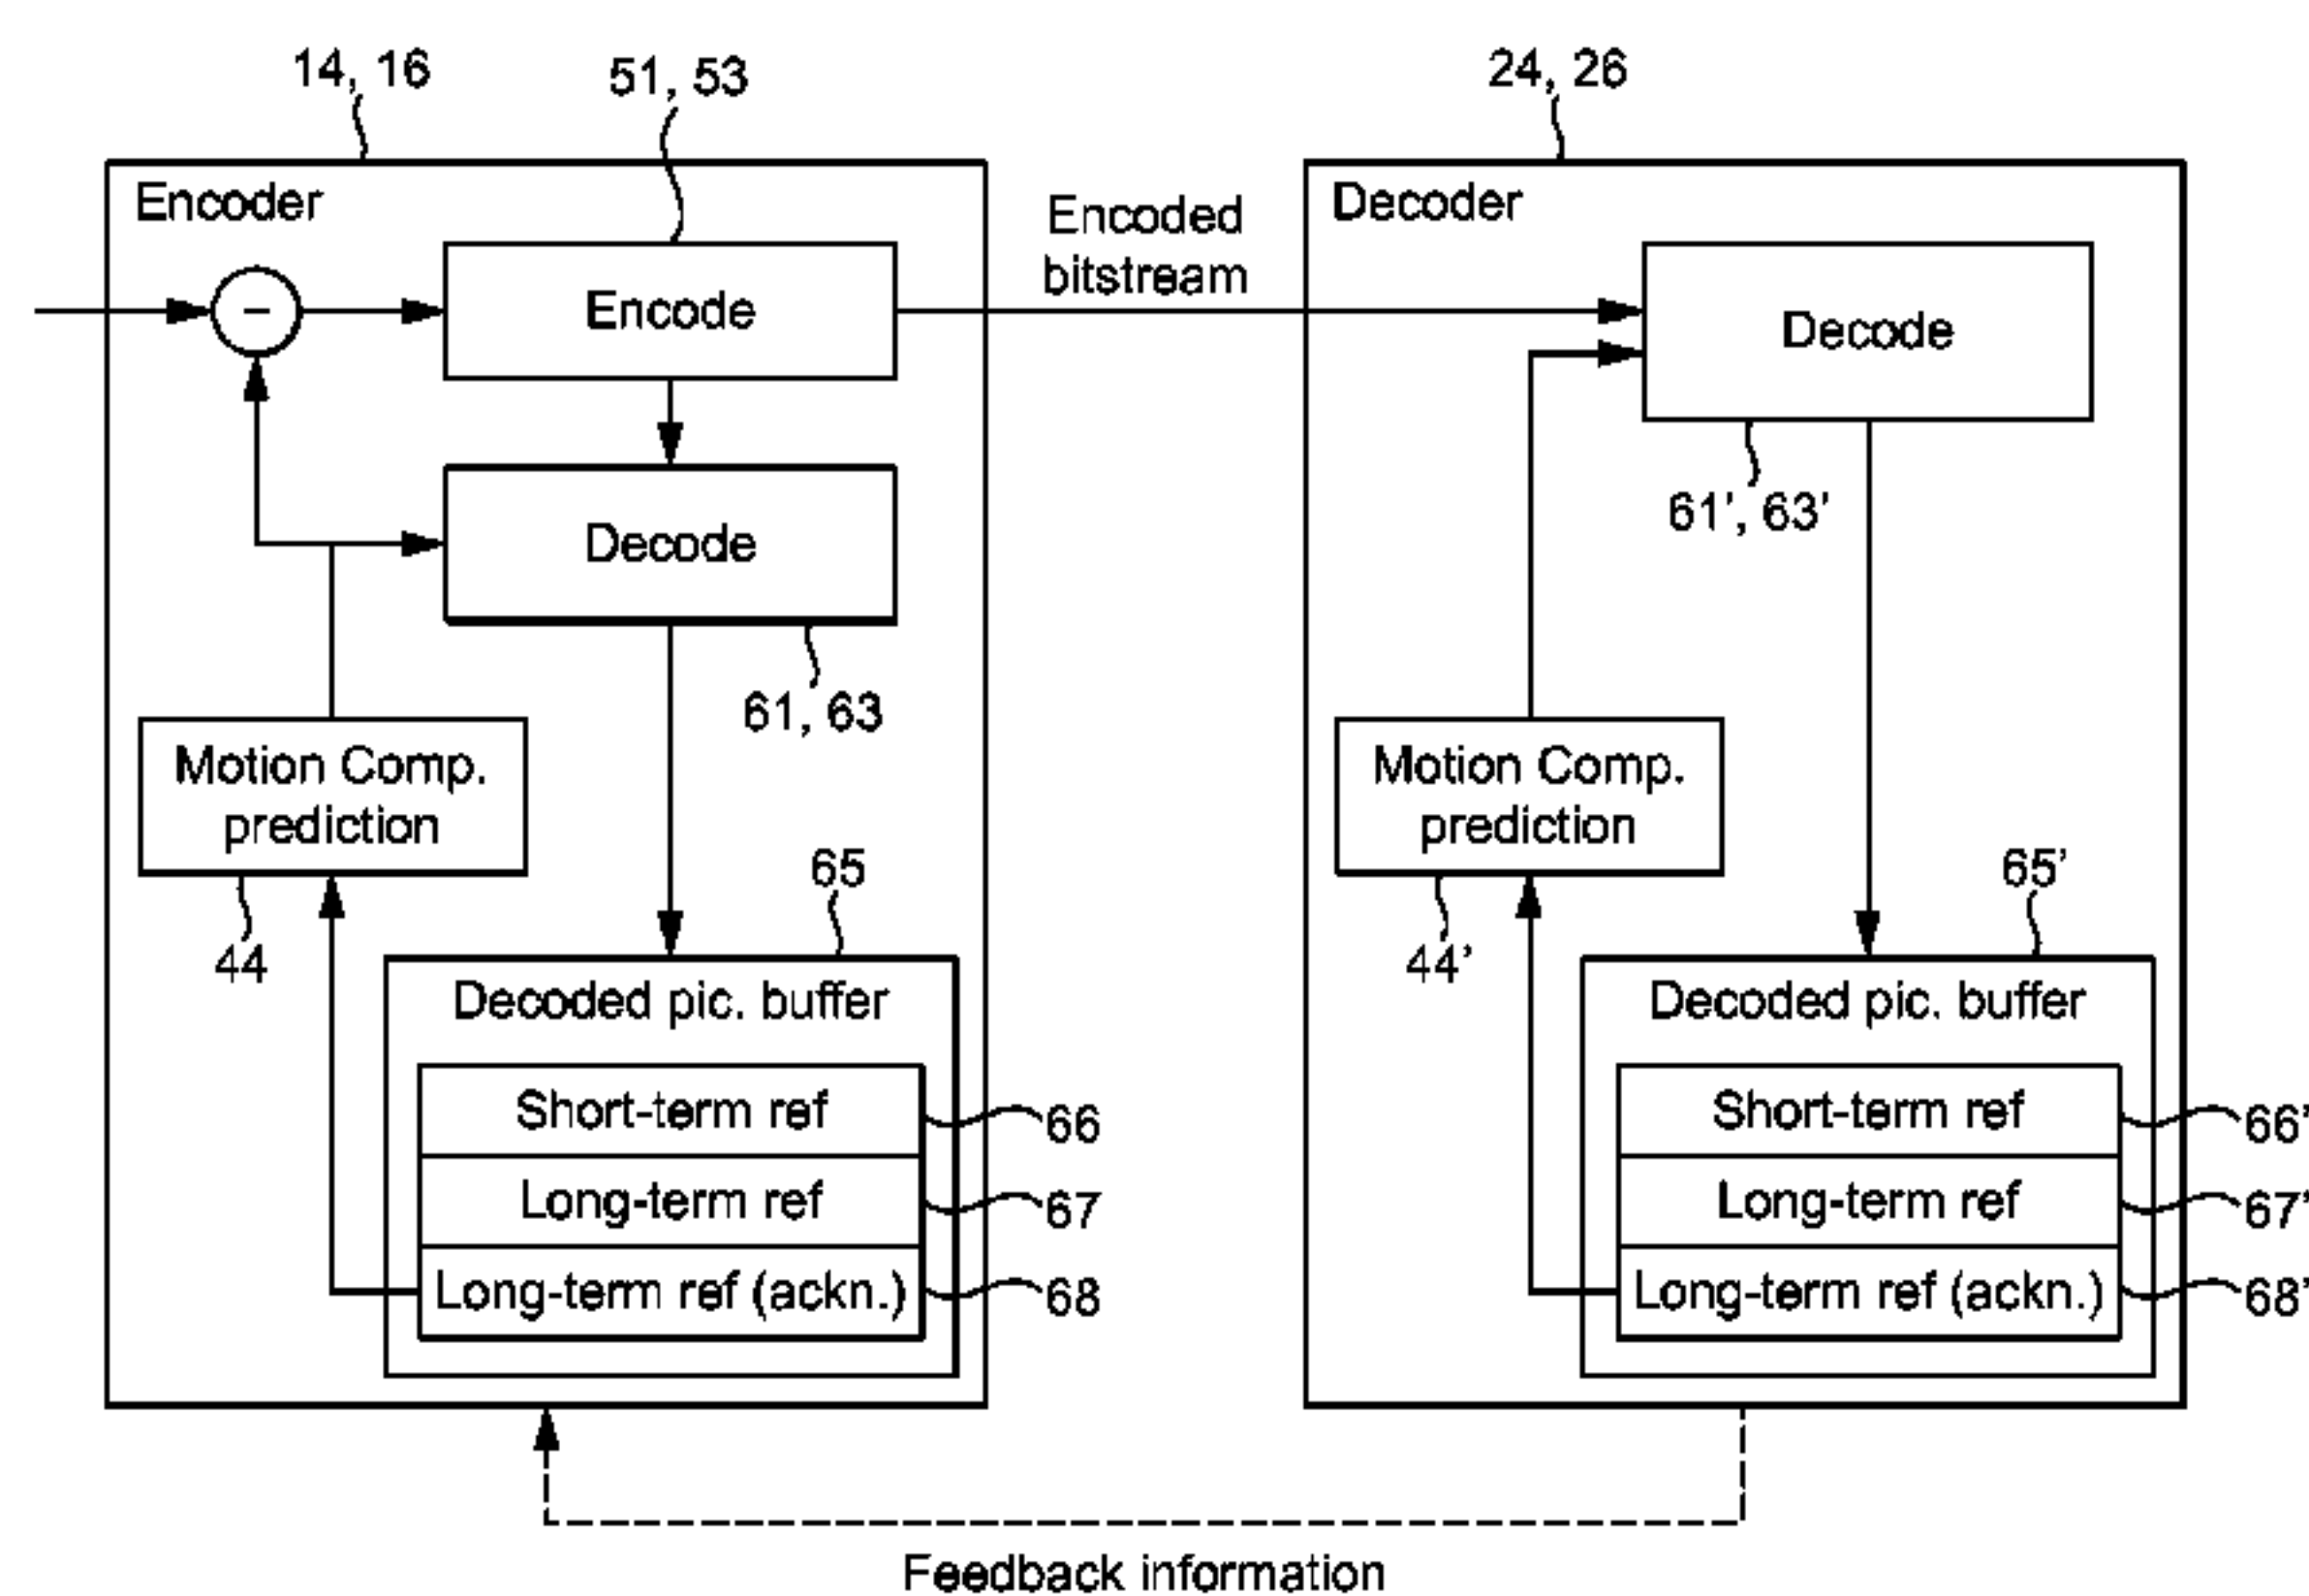 14, 16
51, 53
24, 26
Encoder
Encoded
bitstream
Decoder
-
Encode
Decode
61', 63'
Decode
61, 63
Motion Comp.
prediction
44
65
Decoded pic. buffer
Short-term ref
66
Long-term ref
67
Long-term ref (ackn.)
68
Motion Comp.
prediction
44'
65'
Decoded pic. buffer
Short-term ref
66'
Long-term ref
67'
Long-term ref (ackn.)
68'
Feedback information